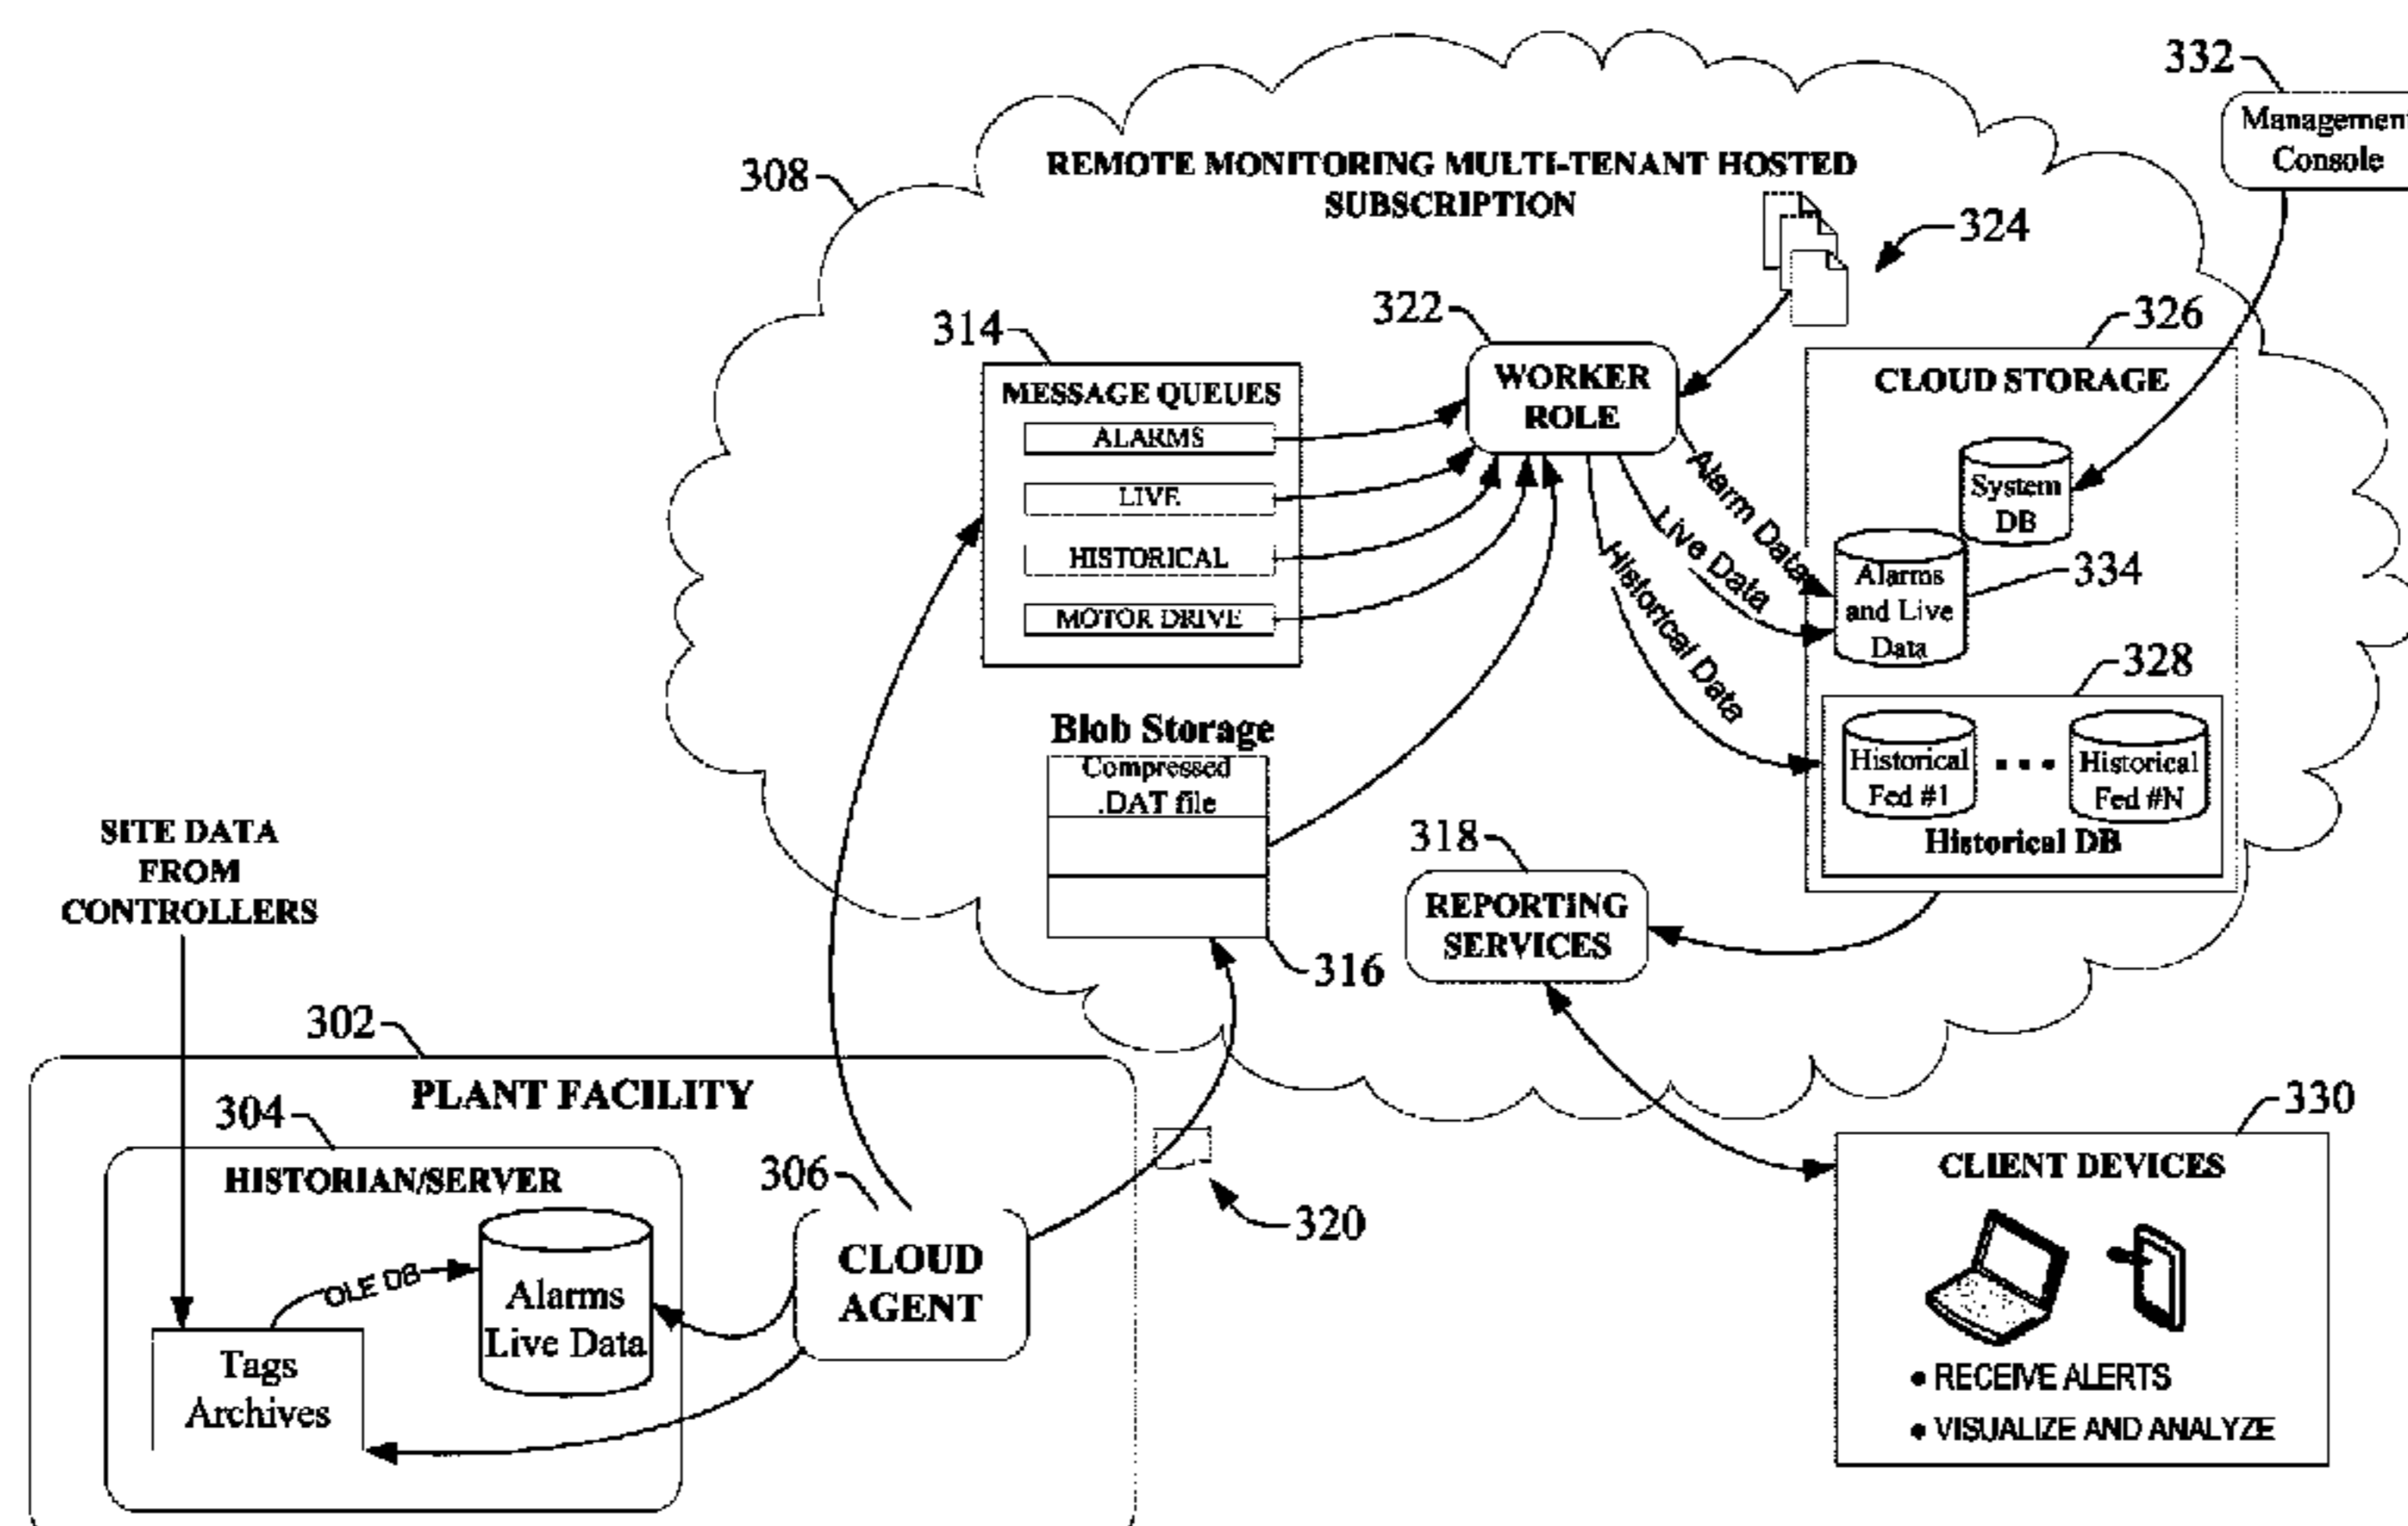 332
Managemen
Console
308
REMOTE MONITORING MULTI-TENANT HOSTED
SUBSCRIPTION
324
314
322
326
MESSAGE QUEUES
ALARMS
LIVE
HISTORICAL
MOTOR DRIVE
WORKER
ROLE
CLOUD STORAGE
System
DB
Alarm Data
Live Data
Historical Data
Alarms
and Live
Data
334
328
Historical
Fed #1
Historical
Fed #N
Historical DB
Blob Storage
Compressed
.DAT file
316
318
REPORTING
SERVICES
SITE DATA
FROM
CONTROLLERS
302
PLANT FACILITY
304
HISTORIAN/SERVER
OLE DB
Alarms
Live Data
Tags
Archives
306
CLOUD
AGENT
320
330
CLIENT DEVICES
• RECEIVE ALERTS
• VISUALIZE AND ANALYZE